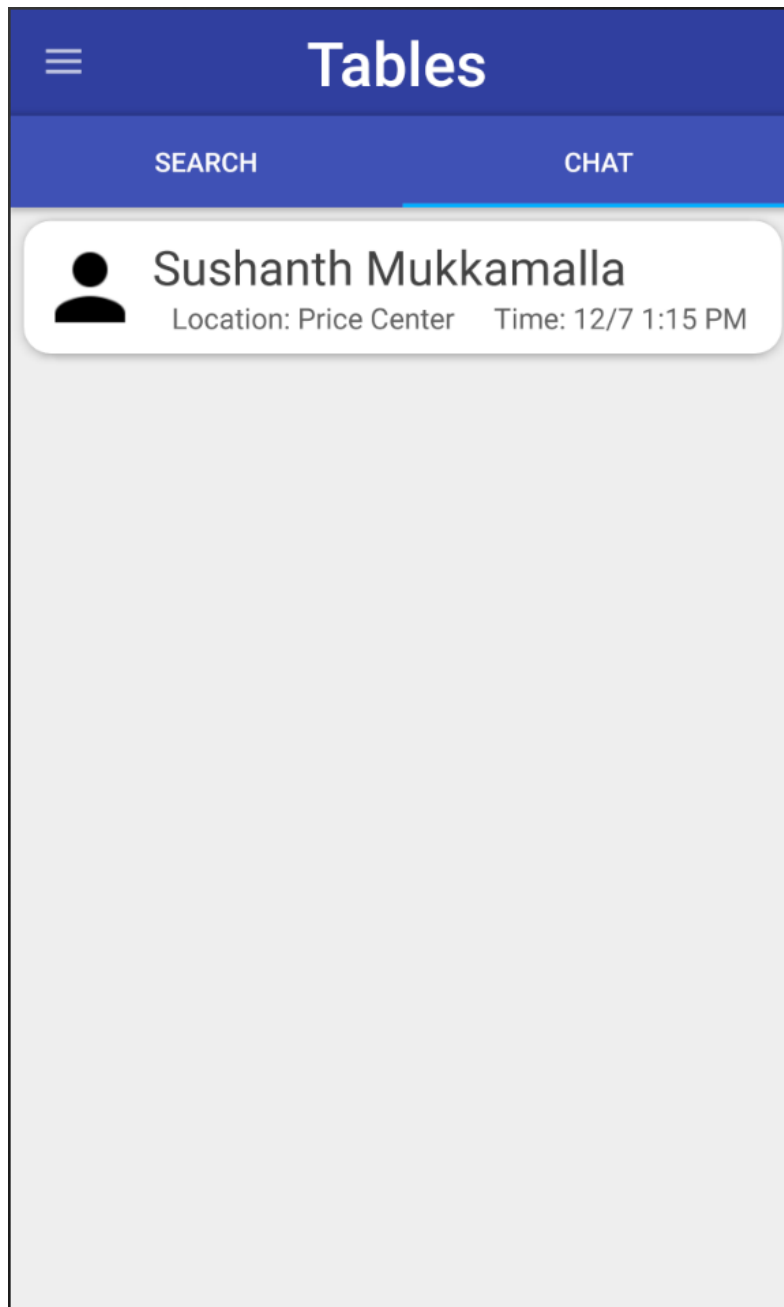 Tables
SEARCH CHAT
Sushanth Mukkamalla
Location: Price Center Time: 12/7 1:15 PM